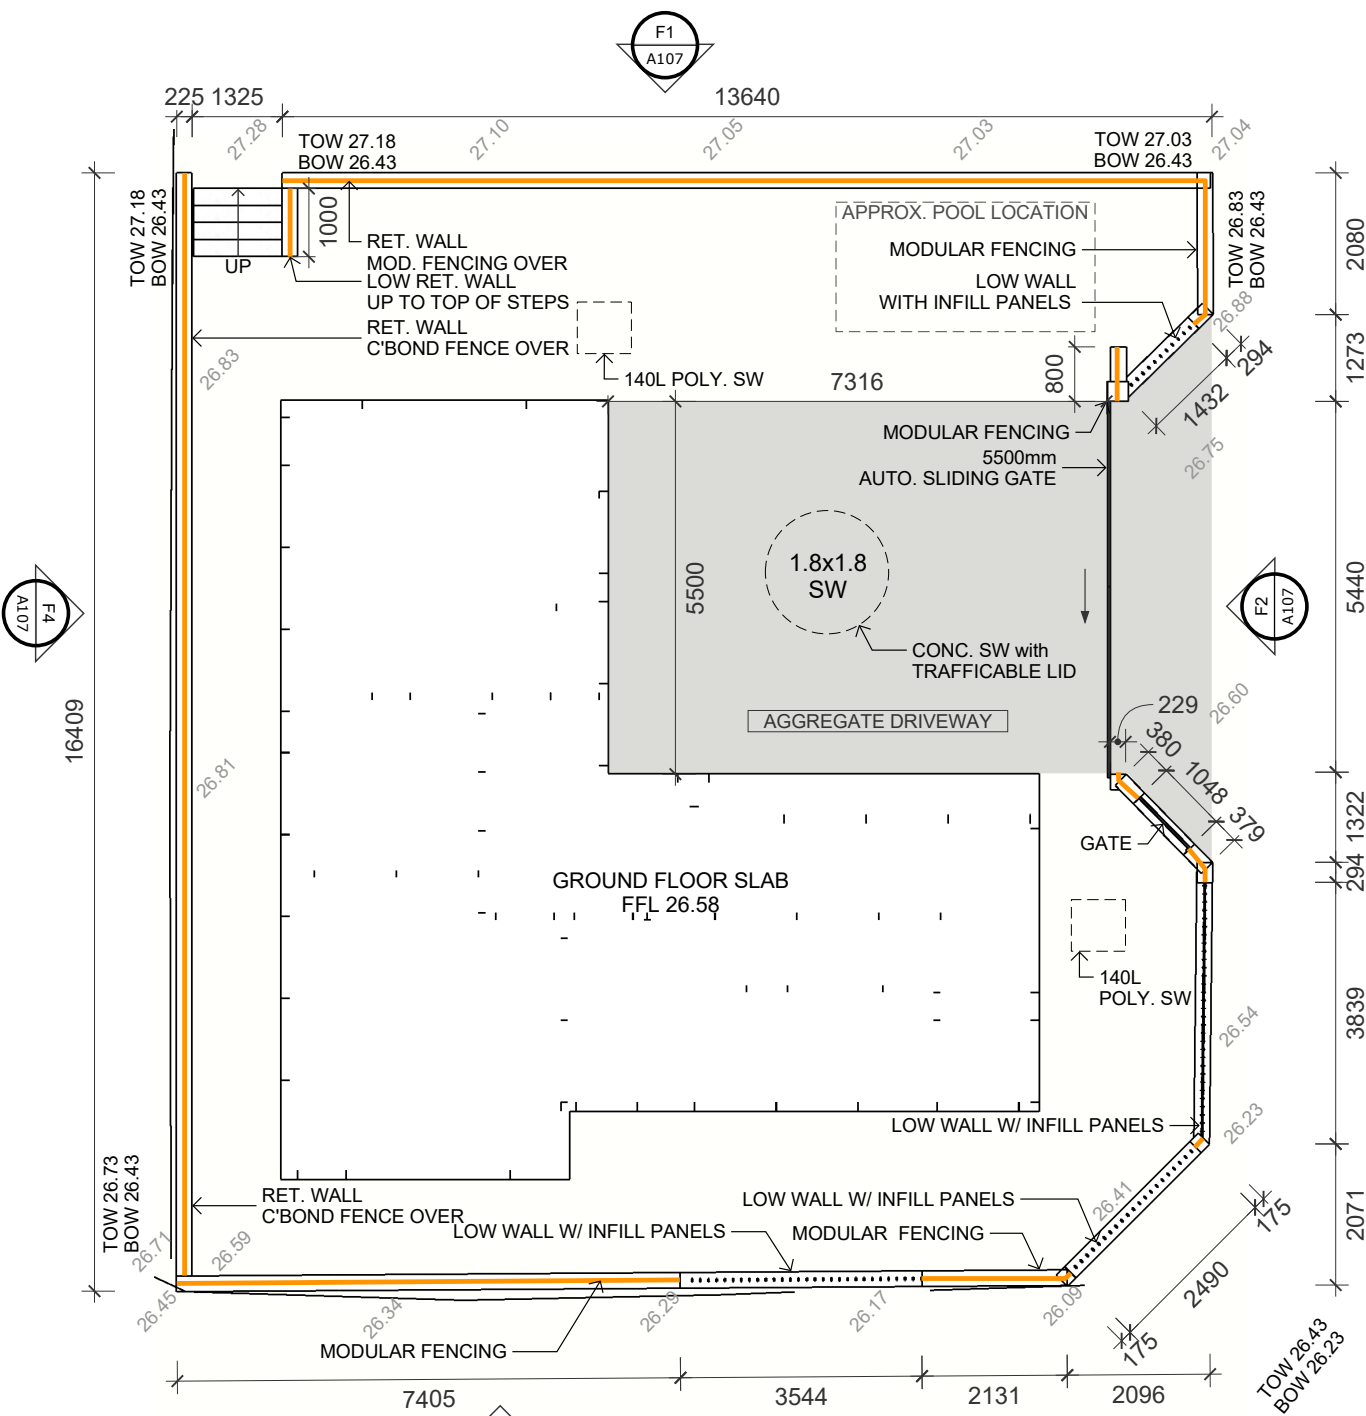 F1
A107
225 1325
13640
27.28
27.10
27.05
27.03
27.04
TOW 27.18
BOW 26.43
TOW 27.03
BOW 26.43
TOW 27.18
BOW 26.43
1000
UP
RET. WALL
MOD. FENCING OVER
LOW RET. WALL
UP TO TOP OF STEPS
RET. WALL
C'BOND FENCE OVER
APPROX. POOL LOCATION
MODULAR FENCING
LOW WALL
WITH INFILL PANELS
TOW 26.83
BOW 26.43
2080
26.88
1273
294
1432
800
26.83
140L POLY. SW
7316
MODULAR FENCING
5500mm
AUTO. SLIDING GATE
26.75
1.8x1.8
SW
5500
5440
F4
A107
F2
A107
CONC. SW with
TRAFFICABLE LID
AGGREGATE DRIVEWAY
229
26.60
380
1048
379
16409
26.81
1322
GATE
294
GROUND FLOOR SLAB
FFL 26.58
140L
POLY. SW
3839
26.54
LOW WALL W/ INFILL PANELS
26.23
TOW 26.73
BOW 26.43
RET. WALL
C'BOND FENCE OVER
LOW WALL W/ INFILL PANELS
LOW WALL W/ INFILL PANELS
MODULAR FENCING
26.41
175
2071
26.71
26.59
2490
26.45
26.34
26.29
26.17
26.09
MODULAR FENCING
175
TOW 26.43
BOW 26.23
7405
3544
2131
2096